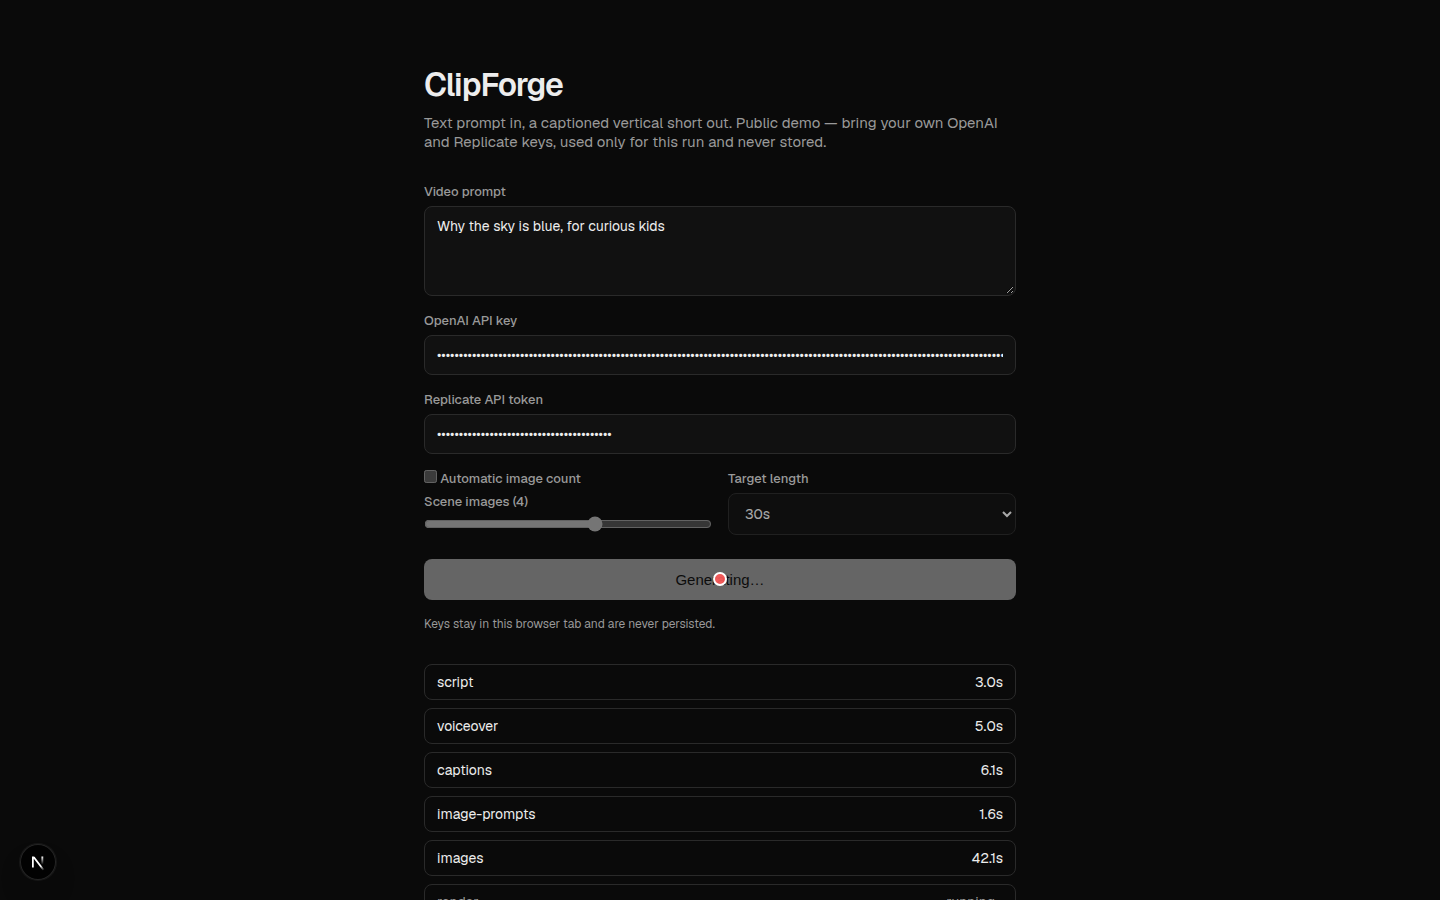 ClipForge
Text prompt in, a captioned vertical short out. Public demo — bring your own OpenAI
and Replicate keys, used only for this run and never stored.
Video prompt
Why the sky is blue, for curious kids
OpenAI API key
Replicate API token
Automatic image count
Target length
Scene images (4)
30s
Keys stay in this browser tab and are never persisted.
script 3.0s
voiceover 5.0s
captions 6.1s
image-prompts 1.6s
images 42.1s